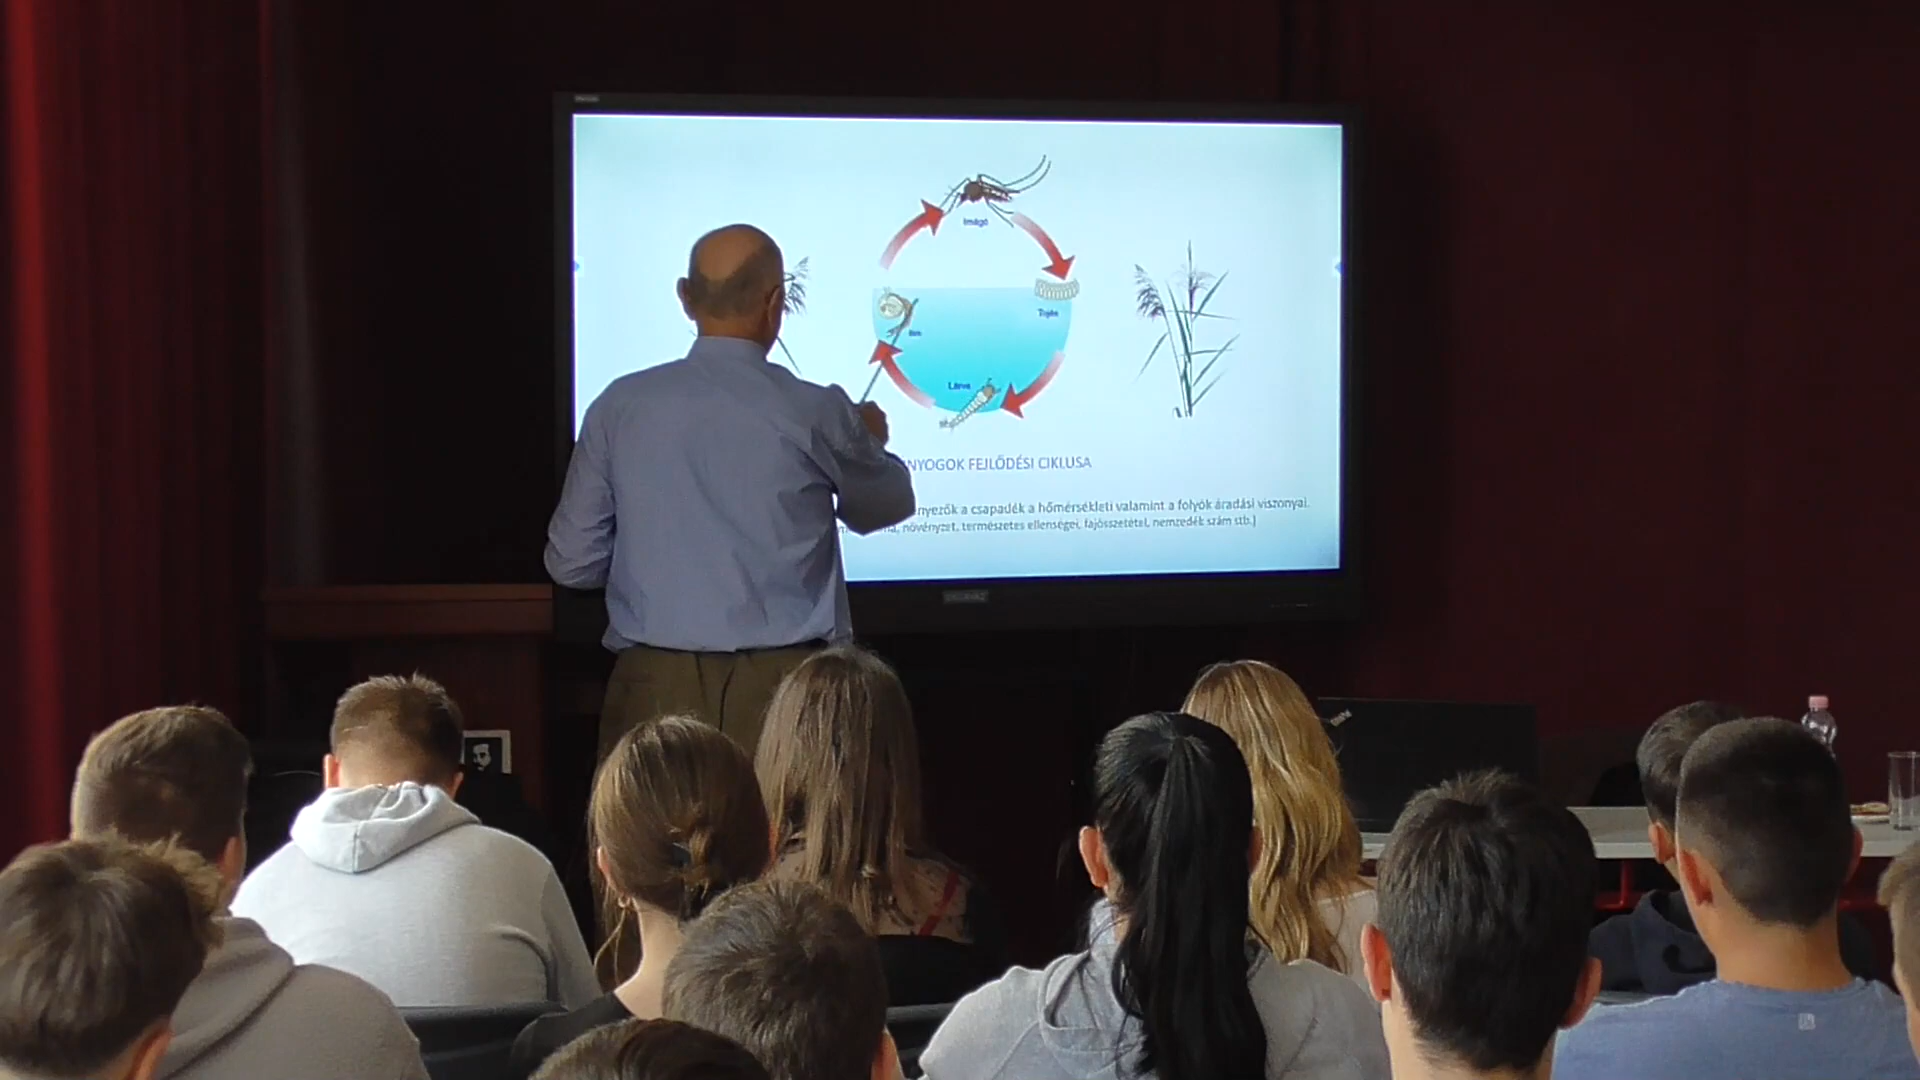 Imágó
Tojás
Báb
Lárva
NYOGOK FEJLŐDÉSI CIKLUSA
nyezők a csapadék a hőmérsékleti valamint a folyók áradási viszonyai.
növényzet, természetes ellenségei, fajösszetétel, nemzedék szám stb.)